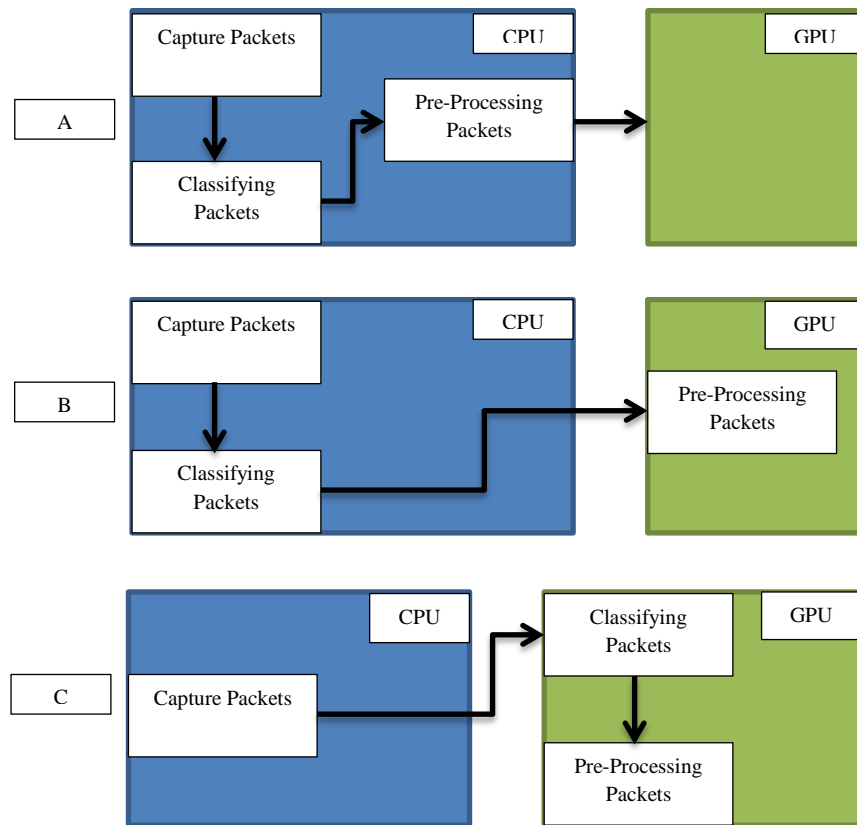 Capture Packets
CPU
GPU
A
Pre-Processing
Packets
Classifying
Packets
Capture Packets
CPU
GPU
B
Pre-Processing
Packets
Classifying
Packets
CPU
Classifying
Packets
GPU
C
Capture Packets
Pre-Processing
Packets